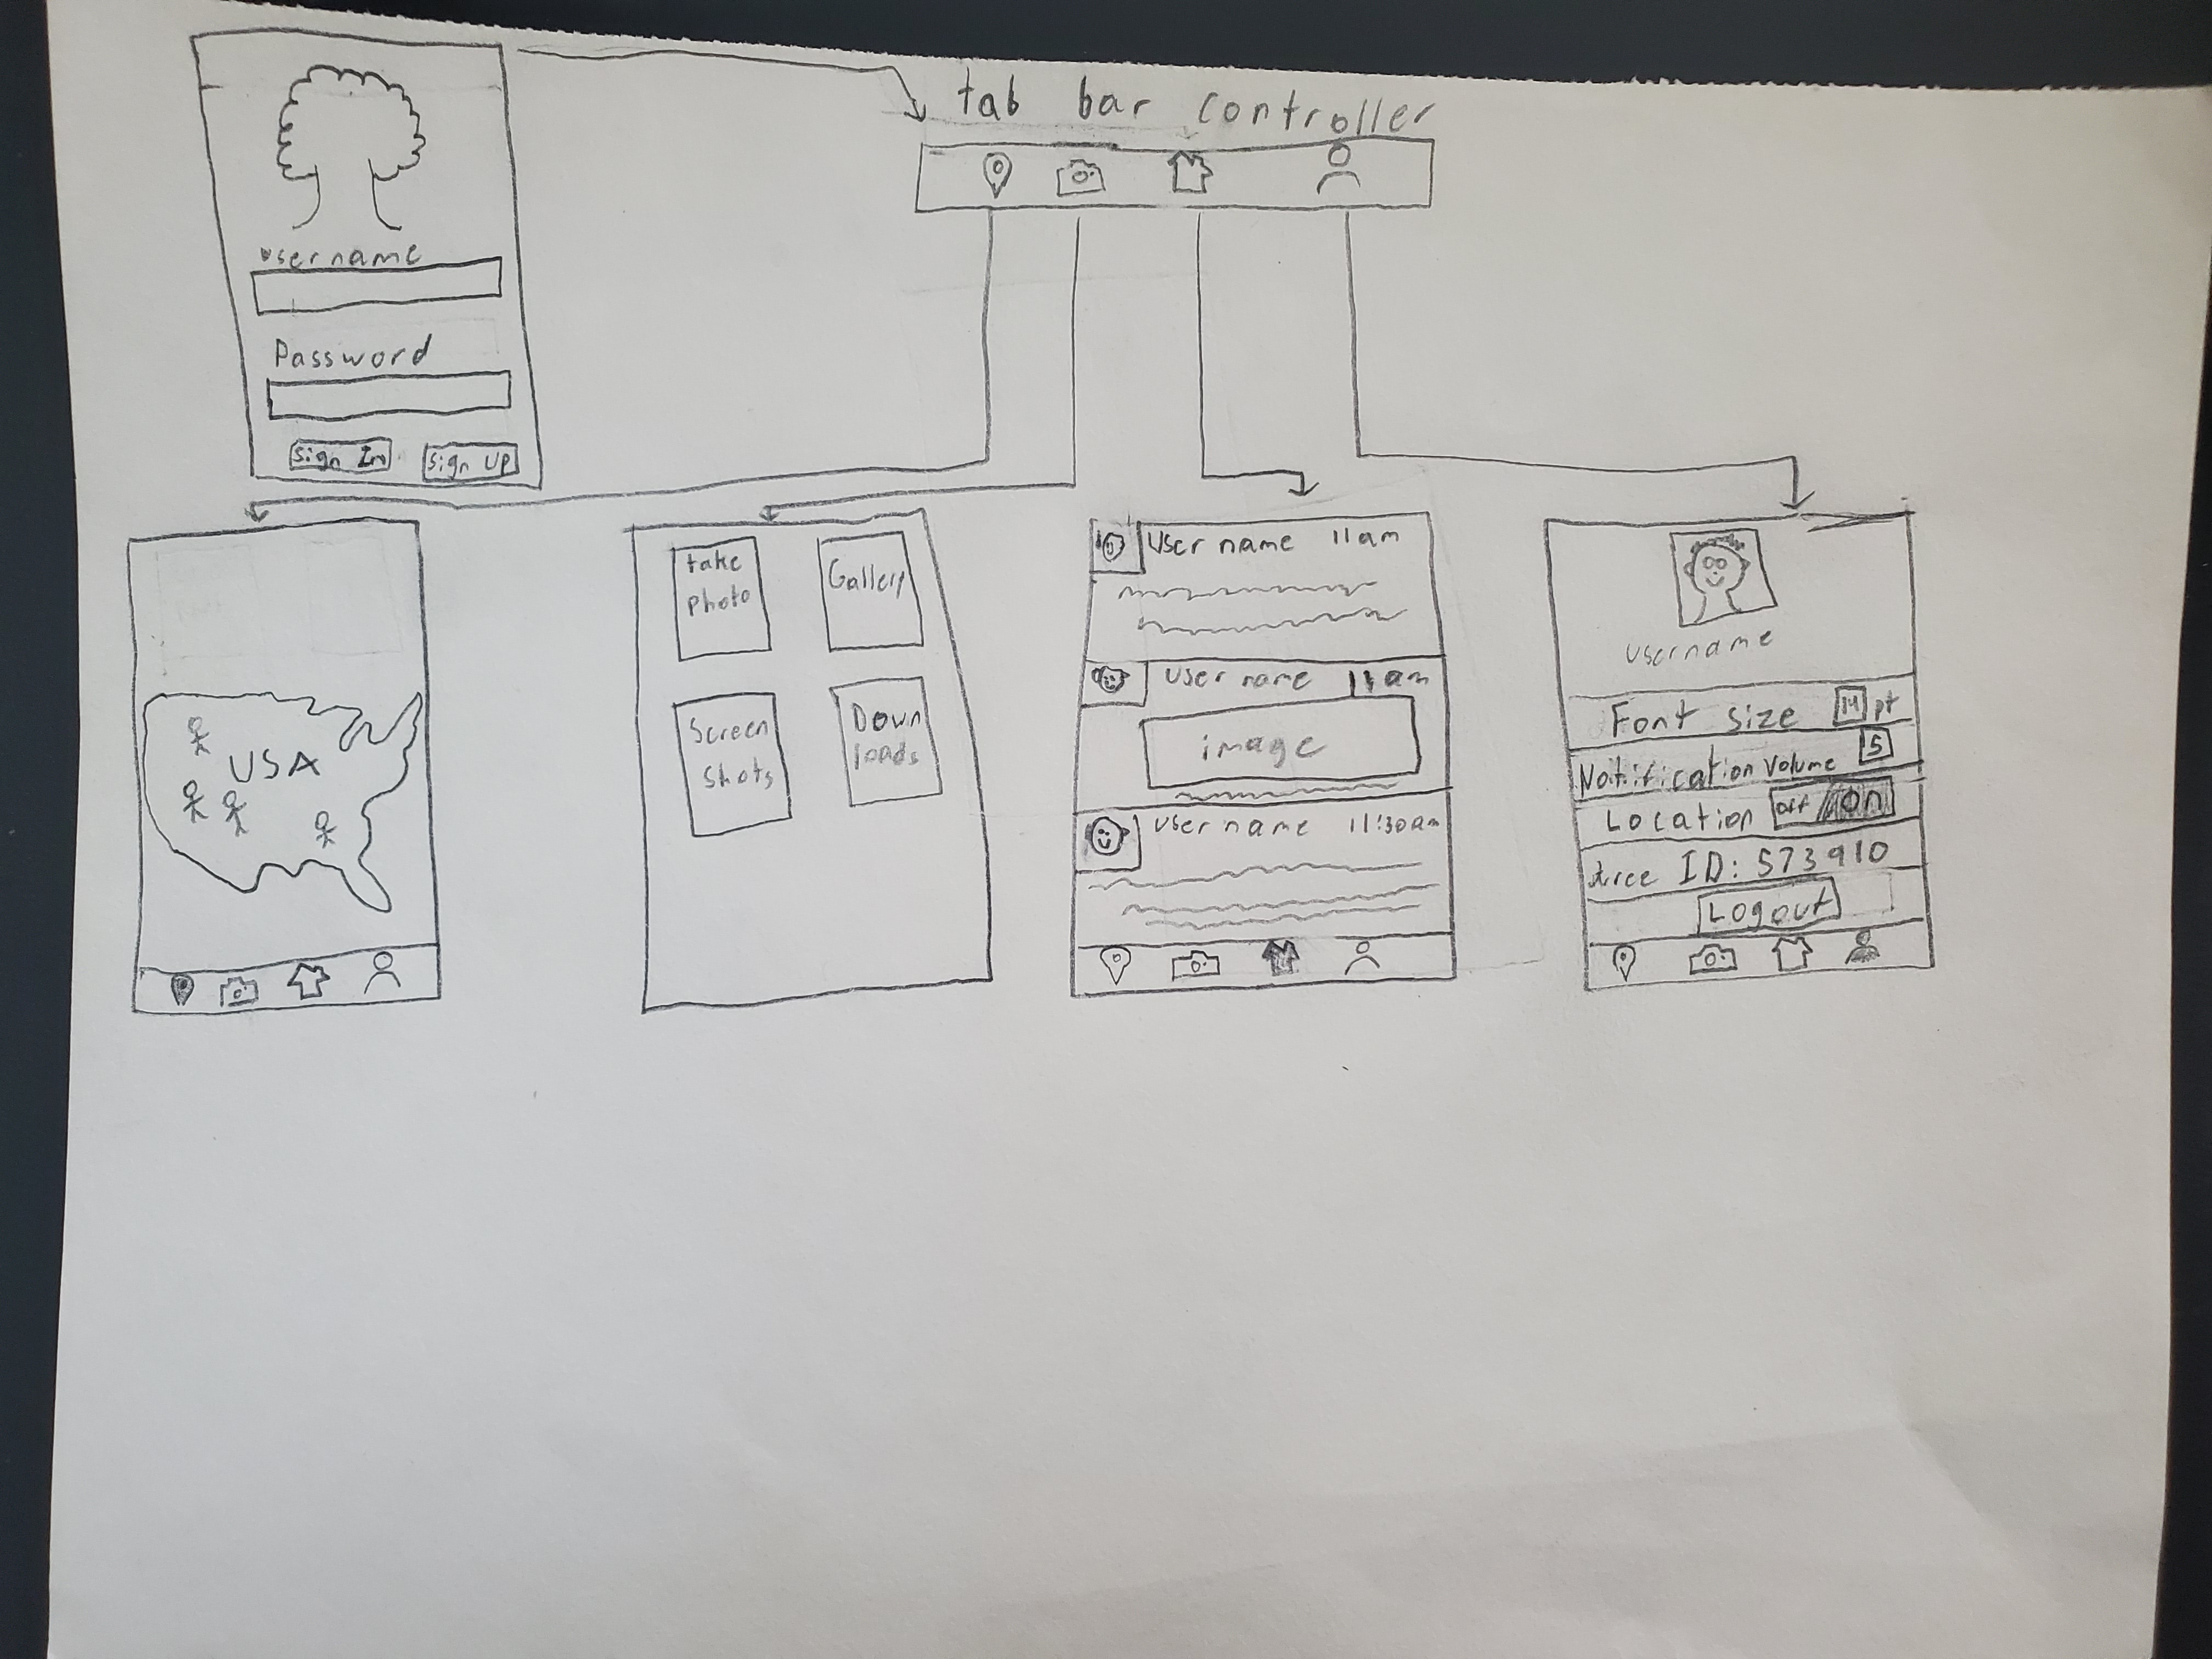 tab bar controller
username
Password
Sign In
Sign Up
USA
take
photo
Gallery
Screen
shots
Down
loads
User name 11am
User name 11 am
image
User name 11:30am
Username
Font size pt
Notification Volume 5
Location off On
tree ID: 573910
Logout